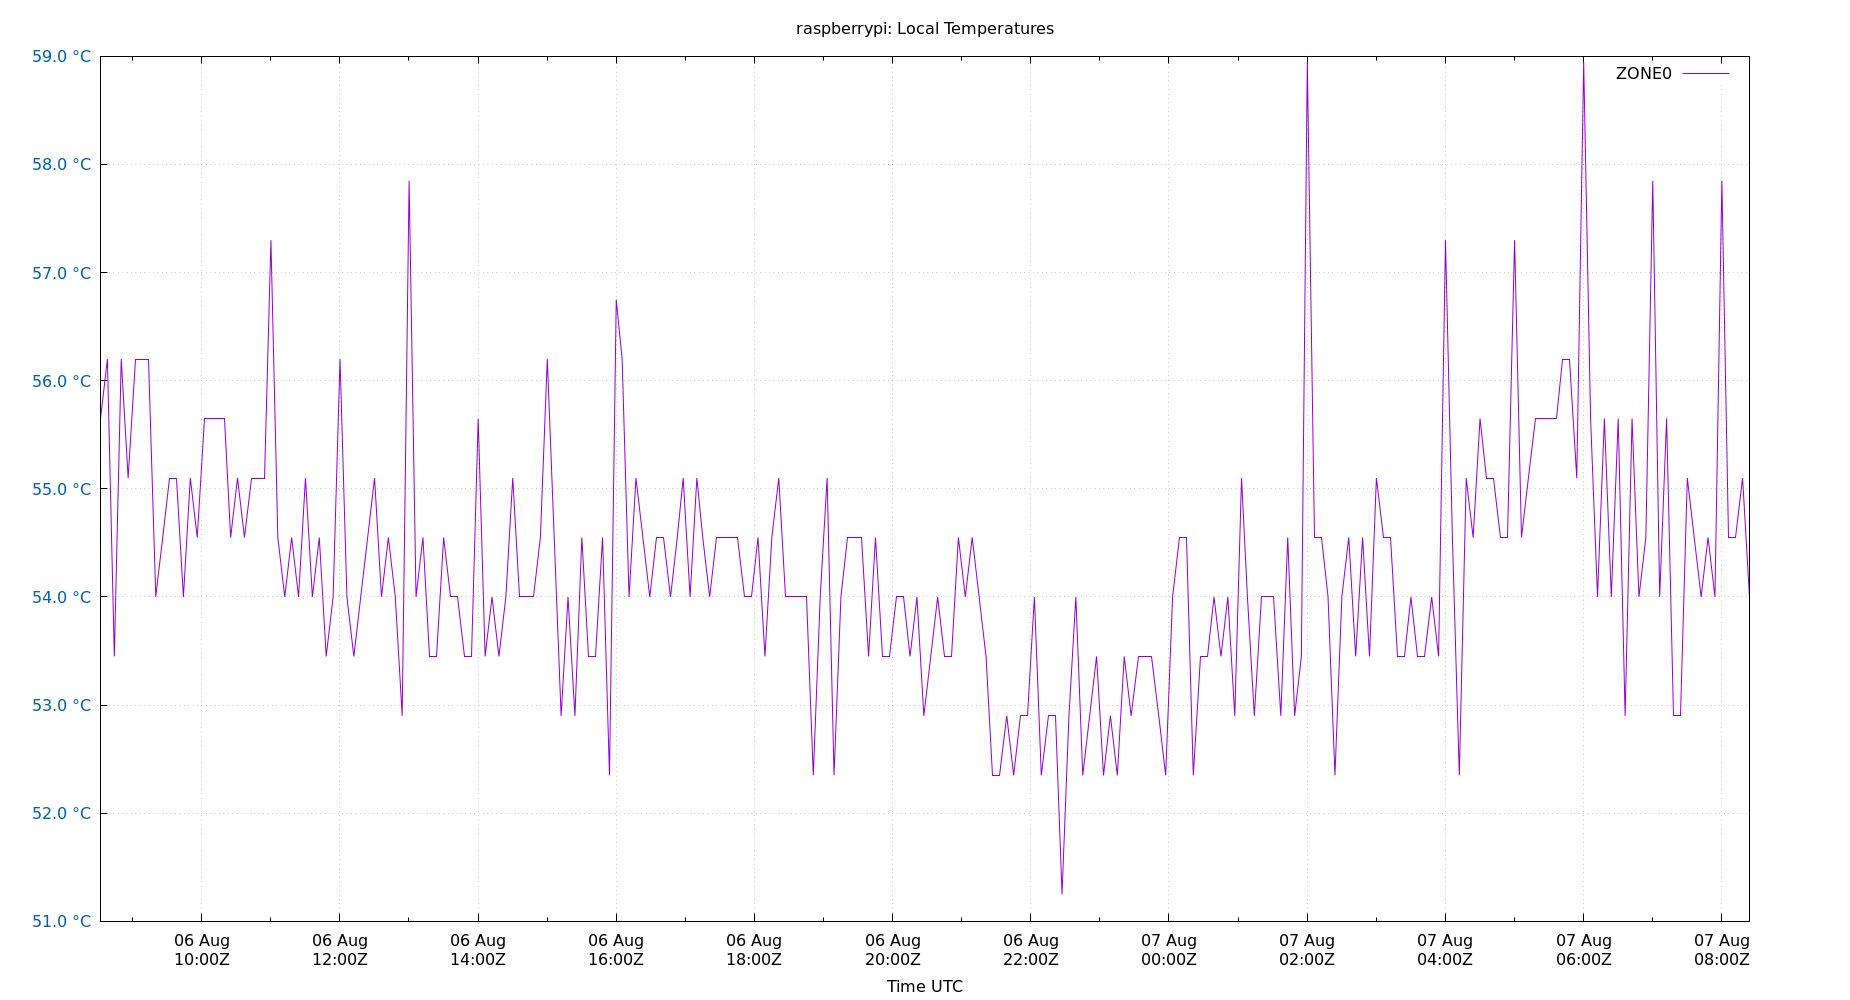 raspberrypi: Local Temperatures
59.0 °C
ZONE0
58.0 °C
57.0 °C
56.0 °C
55.0 °C
54.0 °C
53.0 °C
52.0 °C
51.0 °C
06 Aug 06 Aug 06 Aug 06 Aug 06 Aug 06 Aug 06 Aug 07 Aug 07 Aug 07 Aug 07 Aug 07 Aug
10:00Z 12:00Z 14:00Z 16:00Z 18:00Z 20:00Z 22:00Z 00:00Z 02:00Z 04:00Z 06:00Z 08:00Z
Time UTC